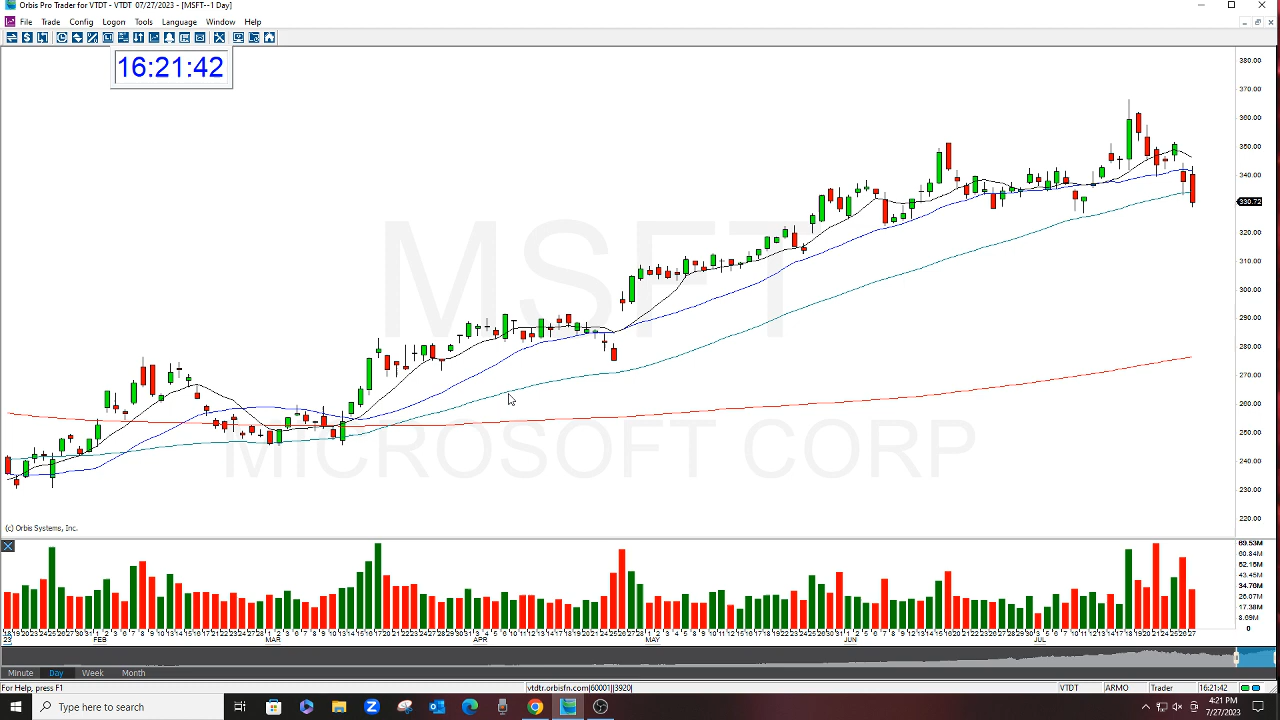 Orbis Pro Trader for VTDT - VTDT 07/27/2023 - [MSFT--1 Day]
File Trade Config Logon Tools Language Window Help
16:21:42
380.00
370.00
360.00
350.00
340.00
330.72
320.00
310.00
300.00
290.00
280.00
270.00
260.00
250.00
240.00
230.00
220.00
MSFT
MICROSOFT CORP
(c) Orbis Systems, Inc.
69.53M
60.84M
52.15M
43.45M
34.76M
26.07M
17.38M
8.69M
0
23 FEB MAR APR MAY JUN JUL
Minute Day Week Month
For Help, press F1 vtdtr.orbisfn.com|60001||3920| VTDT ARMO Trader 16:21:42
Type here to search
4:21 PM
7/27/2023